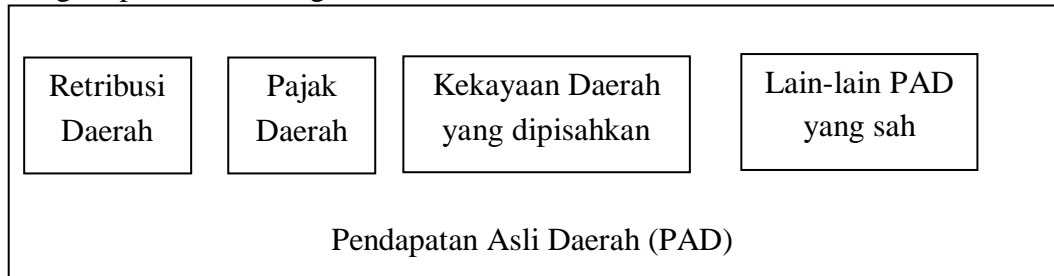 Retribusi
Daerah
Pajak
Daerah
Kekayaan Daerah
yang dipisahkan
Lain-lain PAD
yang sah
Pendapatan Asli Daerah (PAD)